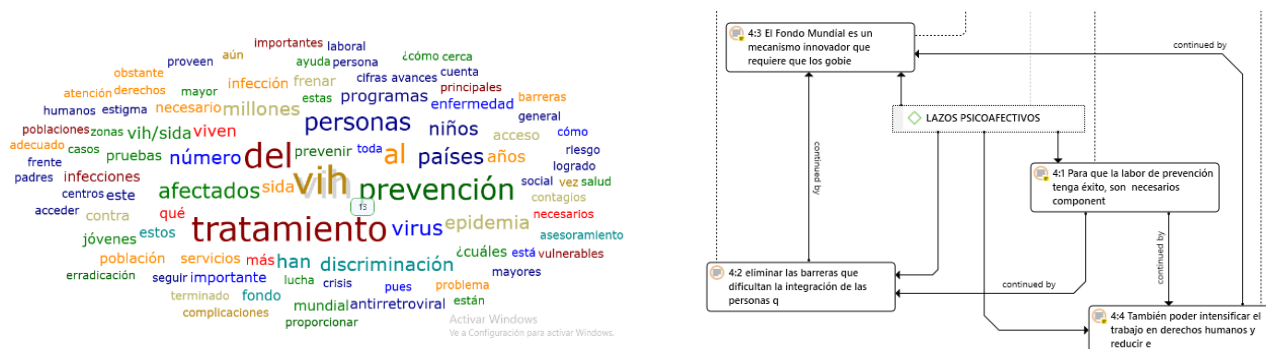 importantes laboral
proveen aún ayuda persona ¿cómo cerca
obstante infección frenar cifras avances cuenta
atención derechos mayor estas programas principales
humanos estigma necesario millones enfermedad barreras
poblaciones zonas vih/sida viven personas niños general
adecuado casos acceso cómo
frente pruebas número del prevenir toda al países años riesgo
padres infecciones logrado
centros este afectados sida vih prevención social vez salud
acceder contra 13 contagios
qué tratamiento virus epidemia necesarios
jóvenes estos asesoramiento
población servicios más han discriminación ¿cuáles está vulnerables
erradicación seguir importante lucha crisis pues problema mayores
terminado fondo mundial antirretroviral están
complicaciones proporcionar
Activar Windows
Ve a Configuración para activar Windows.
4:3 El Fondo Mundial es un
mecanismo innovador que
requiere que los gobie
continued by
LAZOS PSICOAFECTIVOS
continued by
4:1 Para que la labor de prevención
tenga éxito, son necesarios
component
continued by
4:2 eliminar las barreras que
dificultan la integración de las
personas q
continued by
4:4 También poder intensificar el
trabajo en derechos humanos y
reducir e